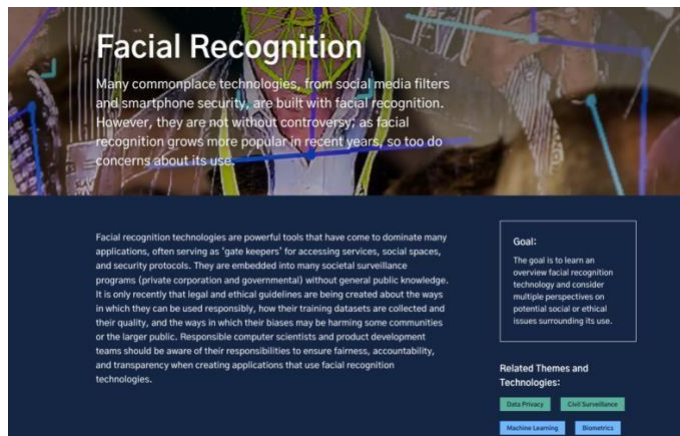 Facial Recognition
Many commonplace technologies, from social media filters
and smartphone security, are built with facial recognition.
However, they are not without controversy; as facial
recognition grows more popular in recent years, so too do
concerns about its use.
Facial recognition technologies are powerful tools that have come to dominate many
applications, often serving as 'gate keepers' for accessing services, social spaces,
and security protocols. They are embedded into many societal surveillance
programs (private corporation and governmental) without general public knowledge.
It is only recently that legal and ethical guidelines are being created about the ways
in which they can be used responsibly, how their training datasets are collected and
their quality, and the ways in which their biases may be harming some communities
or the larger public. Responsible computer scientists and product development
teams should be aware of their responsibilities to ensure fairness, accountability,
and transparency when creating applications that use facial recognition
technologies.
Goal:
The goal is to learn an
overview facial recognition
technology and consider
multiple perspectives on
potential social or ethical
issues surrounding its use.
Related Themes and
Technologies:
Data Privacy
Civil Surveillance
Machine Learning
Biometrics